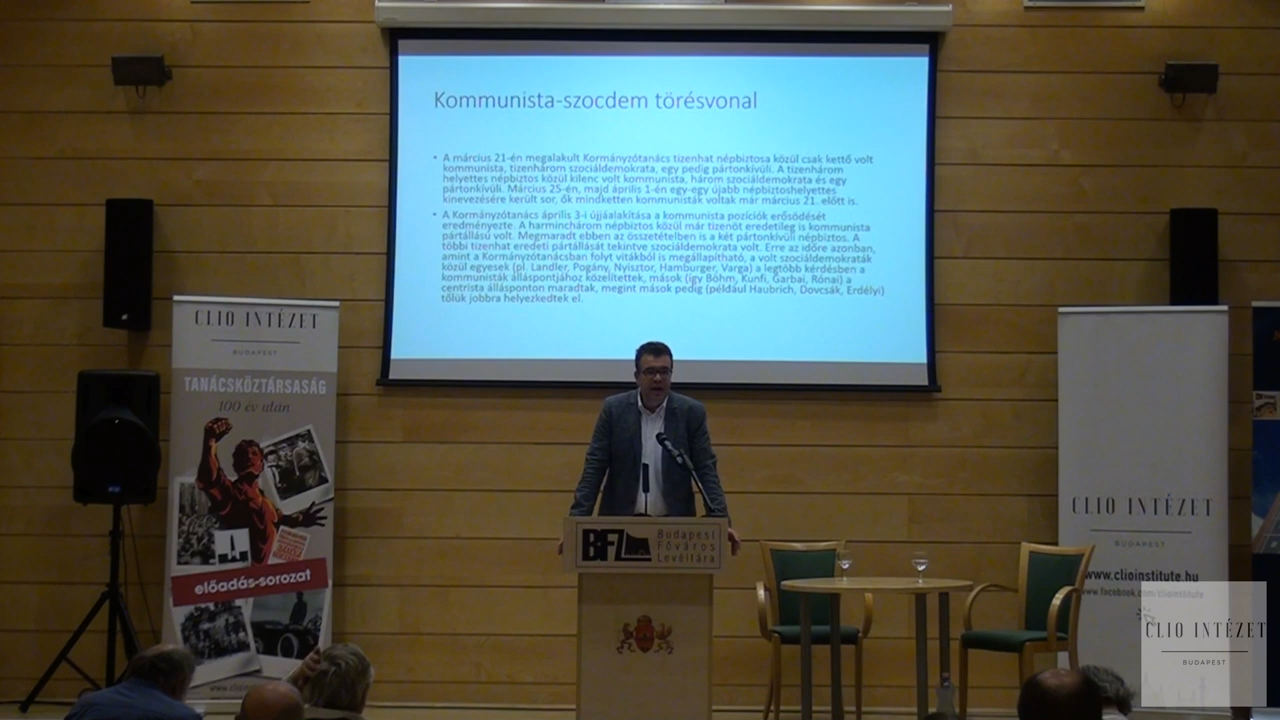 Kommunista-szocdem törésvonal
• A március 21-én megalakult Kormányzótanács tizenhat népbiztosa közül csak kettő volt
kommunista, tizenhárom szociáldemokrata, egy pedig pártonkívüli. A tizenhárom
helyettes népbiztos közül kilenc volt kommunista, három szociáldemokrata és egy
pártonkívüli. Március 25-én, majd április 1-én egy-egy újabb népbiztoshelyettes
kinevezésére került sor, ők mindketten kommunisták voltak már március 21. előtt is.
• A Kormányzótanács április 3-i újjáalakítása a kommunista pozíciók erősödését
eredményezte. A harminchárom népbiztos közül már tizenöt eredetileg is kommunista
pártállású volt. Megmaradt ebben az összetételben is a két pártonkívüli népbiztos. A
többi tizenhat eredeti pártállását tekintve szociáldemokrata volt. Erre az időre azonban,
amint a Kormányzótanácsban folyt vitákból is megállapítható, a volt szociáldemokraták
közül egyesek (pl. Landler, Pogány, Nyisztor, Hamburger, Varga) a legtöbb kérdésben a
kommunisták álláspontjához közelítettek, mások (így Böhm, Kunfi, Garbai, Rónai) a
centrista állásponton maradtak, megint mások pedig (például Haubrich, Dovcsák, Erdélyi)
tőlük jobbra helyezkedtek el.
CLIO INTÉZET
BUDAPEST
TANÁCSKÖZTÁRSASÁG
100 év után
előadás-sorozat
BFL
Budapest
Főváros
Levéltára
CLIO INTÉZET
BUDAPEST
www.clioinstitute.hu
www.facebook.com/clioinstitute
CLIO INTÉZET
BUDAPEST